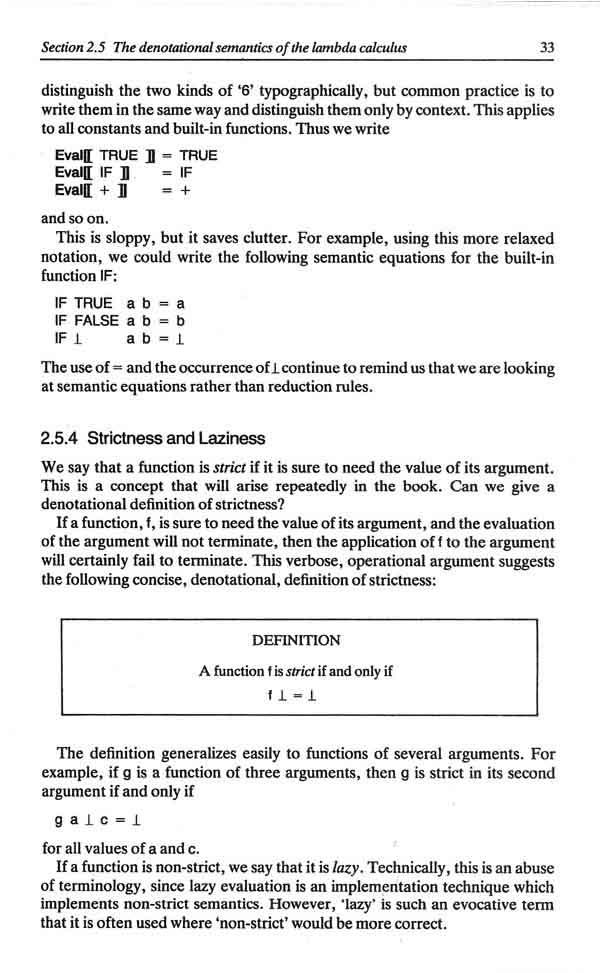 Section 2.5 The denotational semantics of the lambda calculus 33
distinguish the two kinds of ‘6’ typographically, but common practice is to
write them in the same way and distinguish them only by context. This applies
to all constants and built-in functions. Thus we write
Eval⟦ TRUE ⟧ = TRUE
Eval⟦ IF ⟧ = IF
Eval⟦ + ⟧ = +
and so on.
This is sloppy, but it saves clutter. For example, using this more relaxed
notation, we could write the following semantic equations for the built-in
function IF:
IF TRUE a b = a
IF FALSE a b = b
IF ⊥ a b = ⊥
The use of = and the occurrence of ⊥ continue to remind us that we are looking
at semantic equations rather than reduction rules.
2.5.4 Strictness and Laziness
We say that a function is strict if it is sure to need the value of its argument.
This is a concept that will arise repeatedly in the book. Can we give a
denotational definition of strictness?
If a function, f, is sure to need the value of its argument, and the evaluation
of the argument will not terminate, then the application of f to the argument
will certainly fail to terminate. This verbose, operational argument suggests
the following concise, denotational, definition of strictness:
DEFINITION
A function f is strict if and only if
f ⊥ = ⊥
The definition generalizes easily to functions of several arguments. For
example, if g is a function of three arguments, then g is strict in its second
argument if and only if
g a ⊥ c = ⊥
for all values of a and c.
If a function is non-strict, we say that it is lazy. Technically, this is an abuse
of terminology, since lazy evaluation is an implementation technique which
implements non-strict semantics. However, ‘lazy’ is such an evocative term
that it is often used where ‘non-strict’ would be more correct.